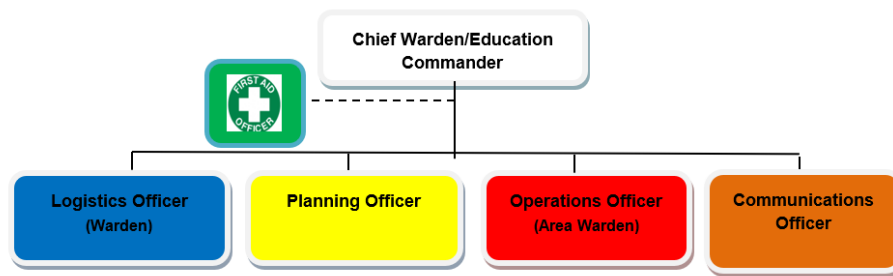 Chief Warden/Education
Commander
FIRST AID
OFFICER
Logistics Officer
(Warden)
Planning Officer
Operations Officer
(Area Warden)
Communications
Officer